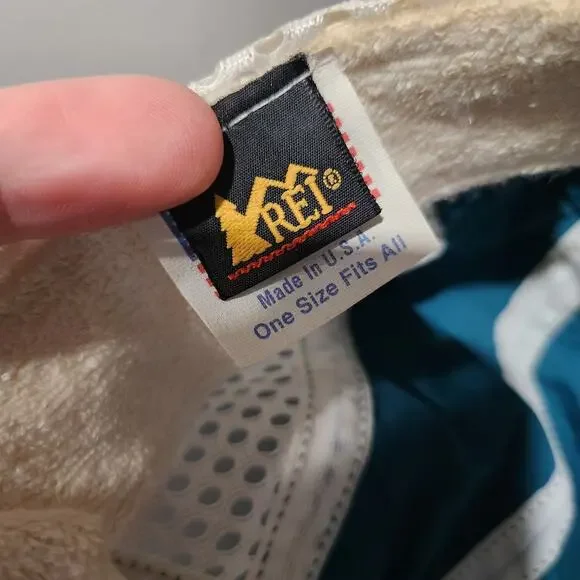 REI®
Made In U.S.A.
One Size Fits All